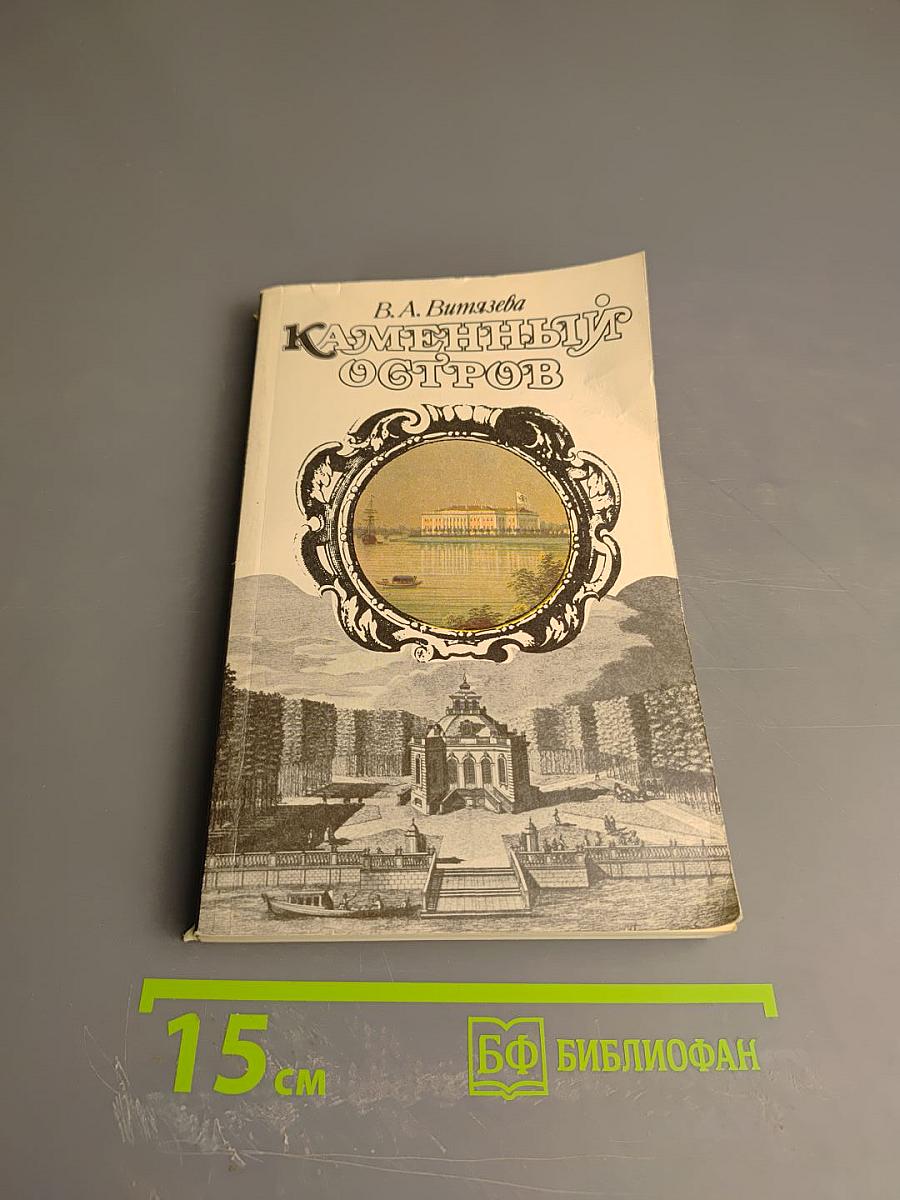 В. А. Витязева
КАМЕННЫЙ
ОСТРОВ
15 см
БФ БИБЛИОФАН